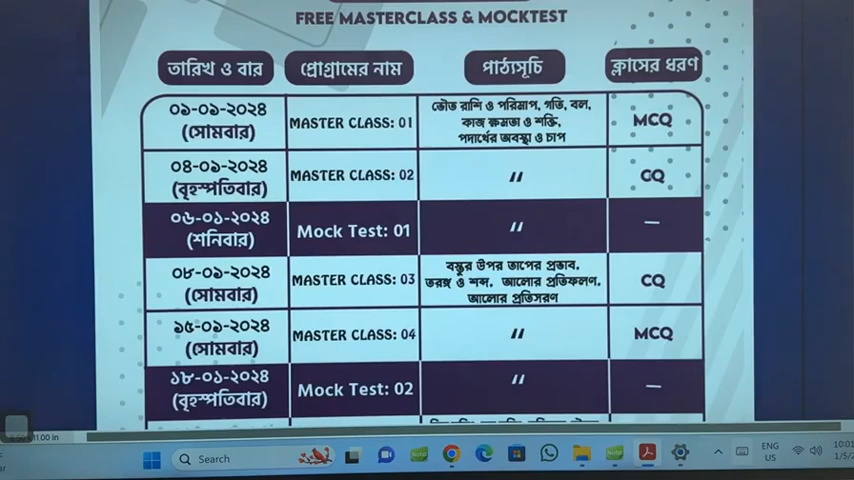 FREE MASTERCLASS & MOCKTEST
তারিখ ও বার প্রোগ্রামের নাম পাঠ্যসূচি ক্লাসের ধরণ
০১-০১-২০২৪
(সোমবার)
MASTER CLASS: 01
ভৌত রাশি ও পরিমাপ, গতি, বল,
কাজ ক্ষমতা ও শক্তি,
পদার্থের অবস্থা ও চাপ
MCQ
০৪-০১-২০২৪
(বৃহস্পতিবার)
MASTER CLASS: 02
"
CQ
০৬-০১-২০২৪
(শনিবার)
Mock Test: 01
"
—
০৮-০১-২০২৪
(সোমবার)
MASTER CLASS: 03
বস্তুর উপর তাপের প্রভাব,
তরঙ্গ ও শব্দ, আলোর প্রতিফলণ,
আলোর প্রতিসরণ
CQ
১৫-০১-২০২৪
(সোমবার)
MASTER CLASS: 04
"
MCQ
১৮-০১-২০২৪
(বৃহস্পতিবার)
Mock Test: 02
"
—
Search
ENG
US